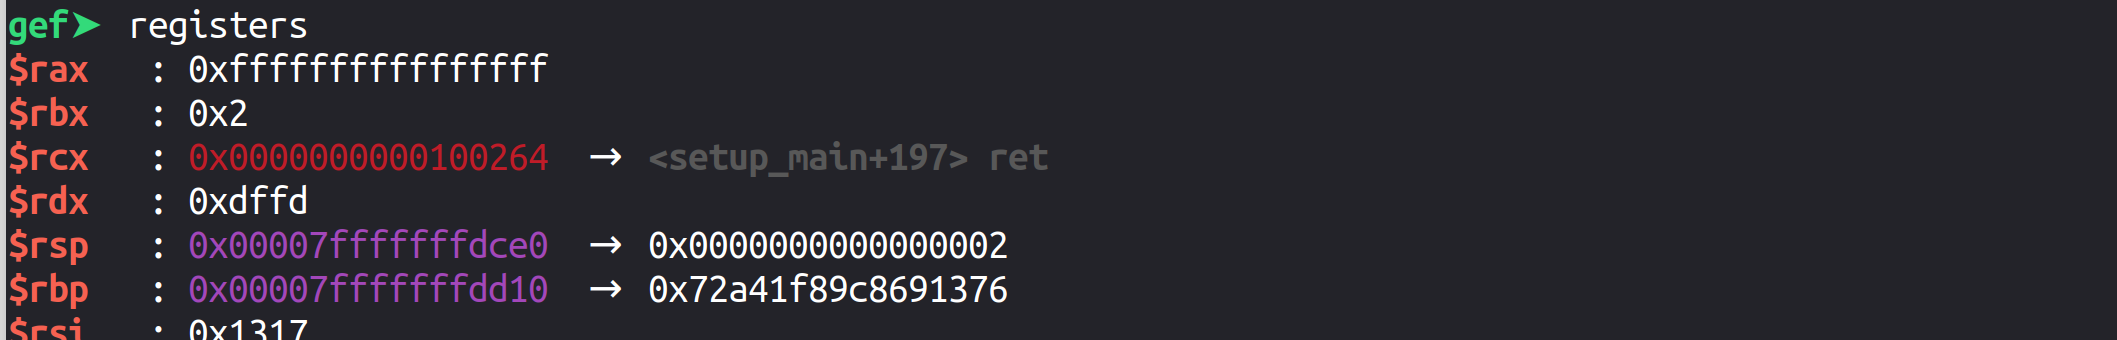 gef➤ registers
$rax : 0xffffffffffffffff
$rbx : 0x2
$rcx : 0x0000000000100264 → <setup_main+197> ret
$rdx : 0xdffd
$rsp : 0x00007fffffffdce0 → 0x0000000000000002
$rbp : 0x00007fffffffdd10 → 0x72a41f89c8691376
$rsi : 0x1317